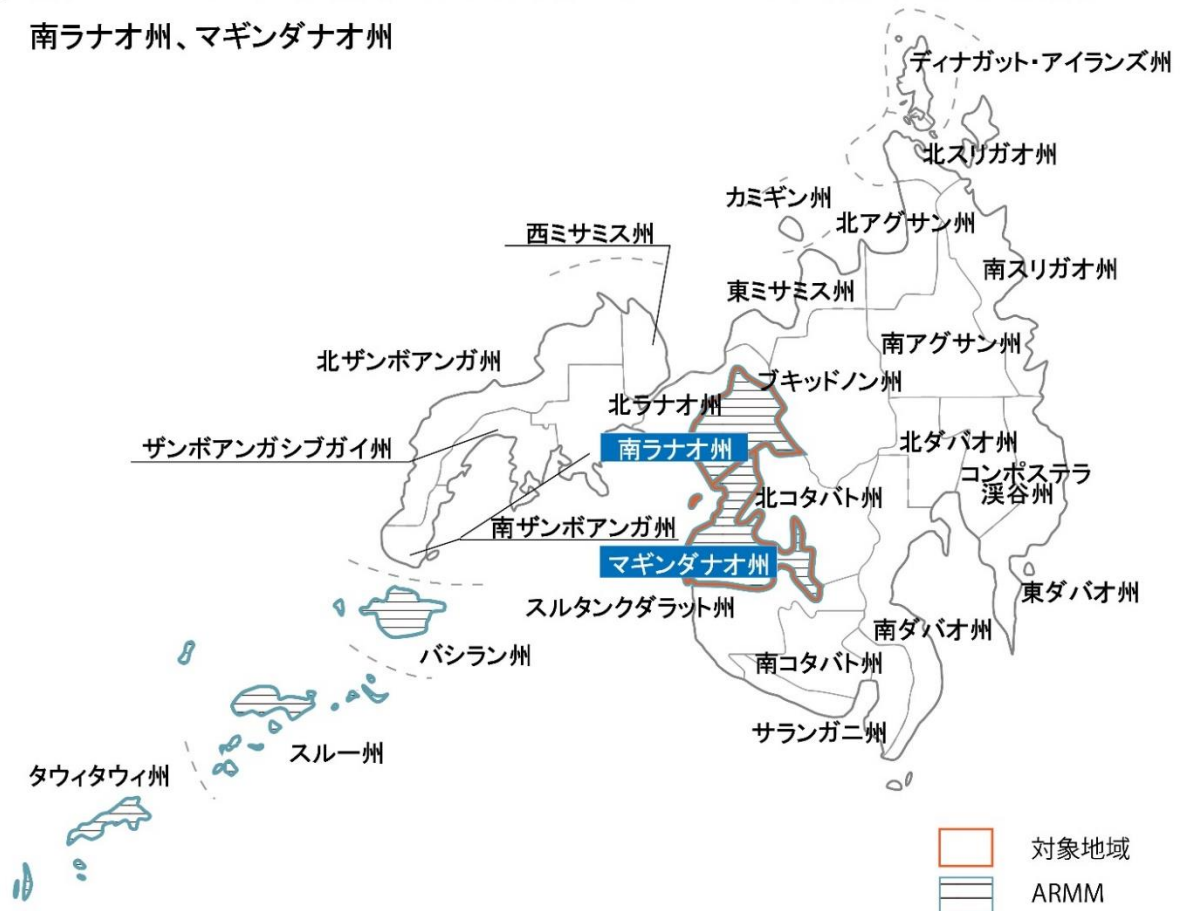 南ラナオ州、マギンダナオ州
ディナガット・アイランズ州
北スリガオ州
カミギン州
北アグサン州
西ミサミス州
南スリガオ州
東ミサミス州
南アグサン州
北ザンボアンガ州
ブキッドノン州
北ラナオ州
ザンボアンガシブガイ州
南ラナオ州
北ダバオ州
コンポステラ
渓谷州
北コタバト州
南ザンボアンガ州
マギンダナオ州
東ダバオ州
スルタンクダラット州
南ダバオ州
バシラン州
南コタバト州
サランガニ州
スルー州
タウィタウィ州
対象地域
ARMM